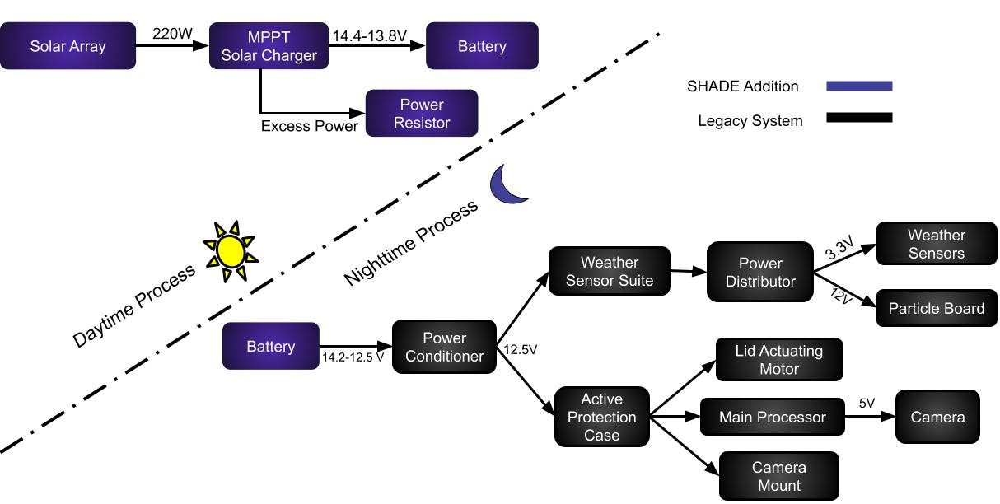 Solar Array
220W
MPPT
Solar Charger
14.4-13.8V
Battery
Excess Power
Power
Resistor
SHADE Addition
Legacy System
Daytime Process
Nighttime Process
Battery
14.2-12.5 V
Power
Conditioner
12.5V
Weather
Sensor Suite
Power
Distributor
3.3V
Weather
Sensors
12V
Particle Board
Active
Protection
Case
Lid Actuating
Motor
Main Processor
5V
Camera
Camera
Mount